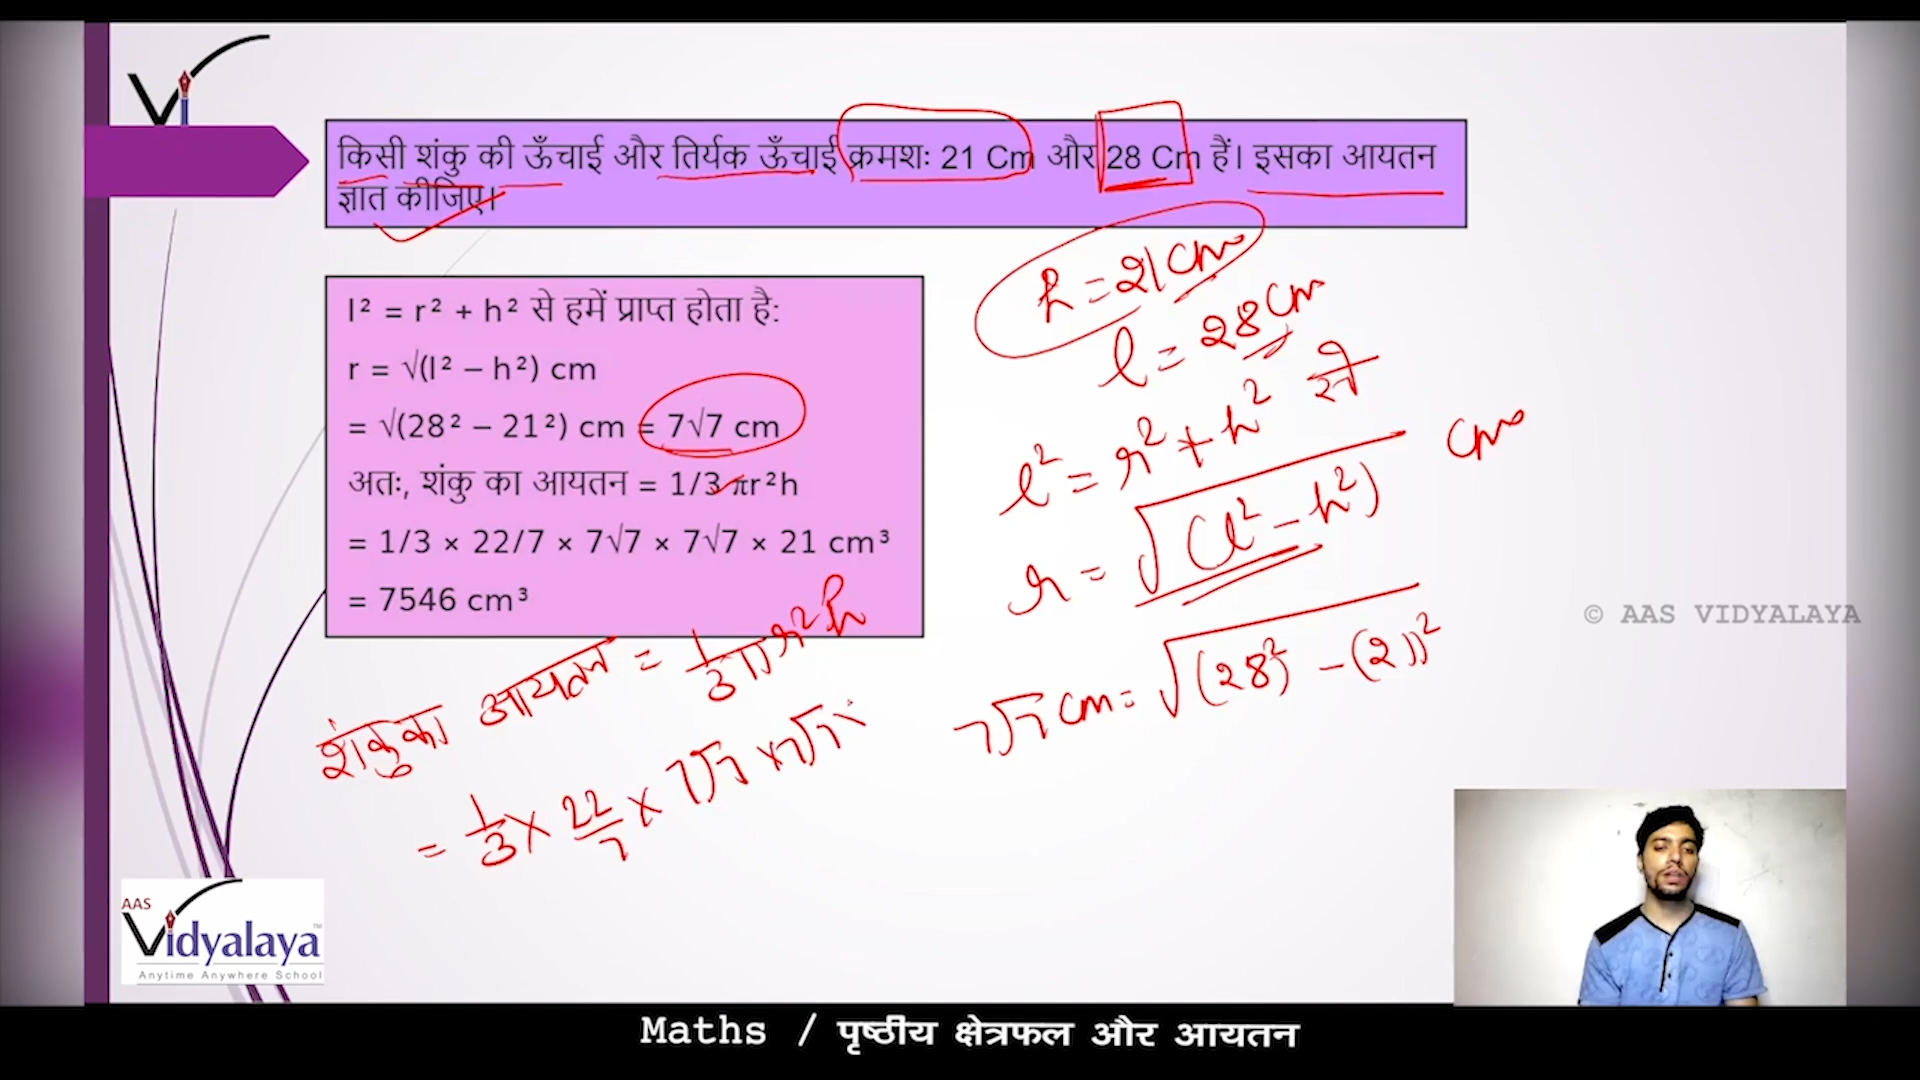 किसी शंकु की ऊँचाई और तिर्यक ऊँचाई क्रमशः 21 Cm और 28 Cm हैं। इसका आयतन
ज्ञात कीजिए।
l² = r² + h² से हमें प्राप्त होता है:
r = √(l² – h²) cm
= √(28² – 21²) cm = 7√7 cm
अतः, शंकु का आयतन = 1/3 πr²h
= 1/3 × 22/7 × 7√7 × 7√7 × 21 cm³
= 7546 cm³
h = 21 cm
l = 28 cm
l² = r² + h² से
r = √(l² – h²) cm
7√7 cm = √(28²) – (21)²
शंकु का आयतन = 1/3 πr²h
= 1/3 × 22/7 × 7√7 × 7√7 ×
© AAS VIDYALAYA
AAS
Vidyalaya™
Anytime Anywhere School
Maths / पृष्ठीय क्षेत्रफल और आयतन